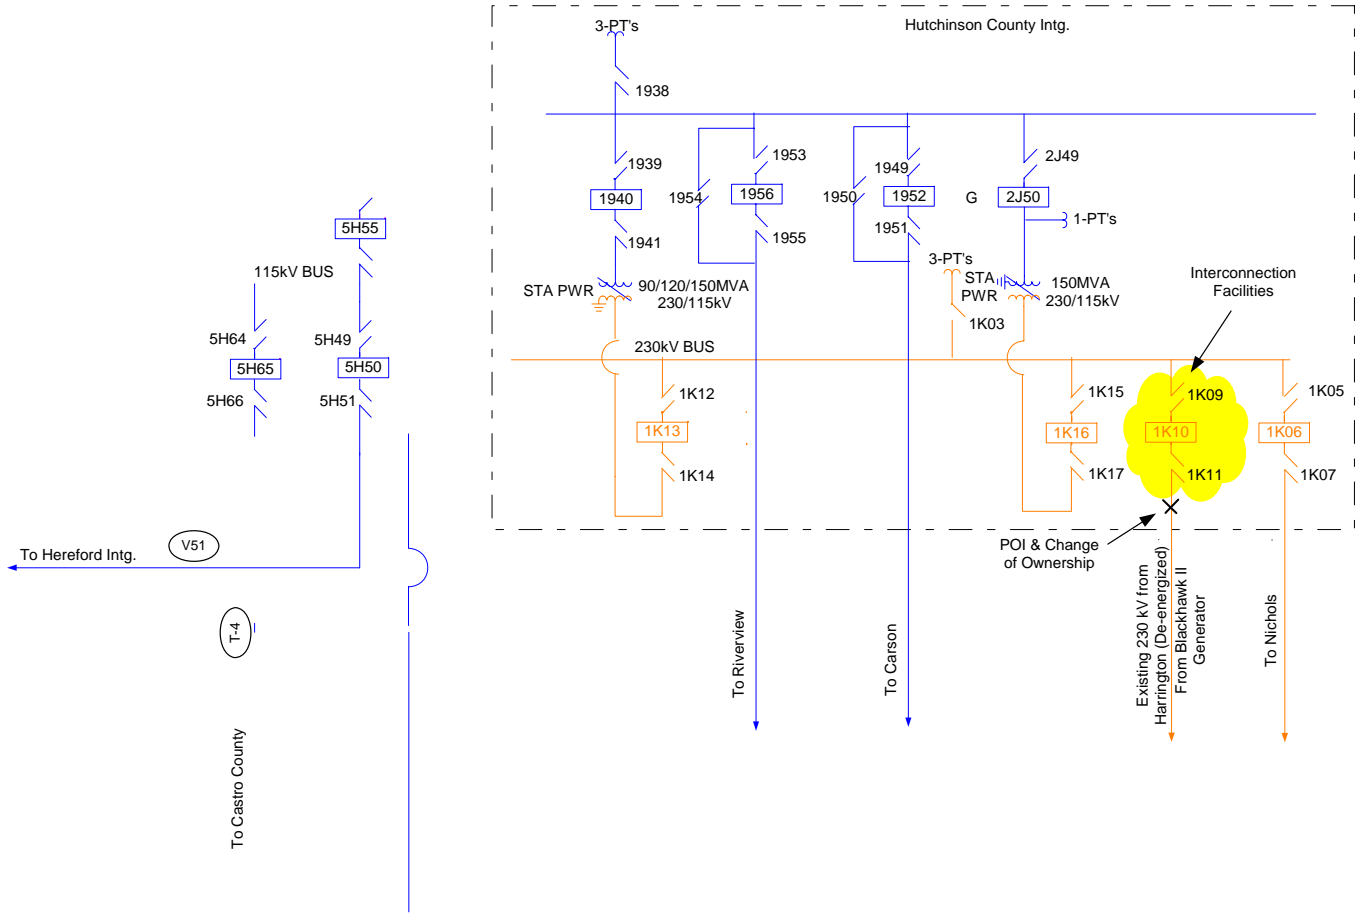 3-PT's
Hutchinson County Intg.
1938
1939
1953
1949
2J49
1940
1954
1956
1950
1952
G
2J50
5H55
1941
1955
1951
1-PT's
115kV BUS
STA PWR
90/120/150MVA
230/115kV
3-PT's
STA
PWR
150MVA
230/115kV
Interconnection
Facilities
1K03
5H64
5H49
230kV BUS
5H65
5H50
5H66
5H51
1K12
1K15
1K09
1K05
1K13
1K16
1K10
1K06
1K14
1K17
1K11
1K07
POI & Change
of Ownership
To Hereford Intg.
V51
T-4
To Castro County
To Riverview
To Carson
Existing 230 kV from
Harrington (De-energized)
From Blackhawk II
Generator
To Nichols